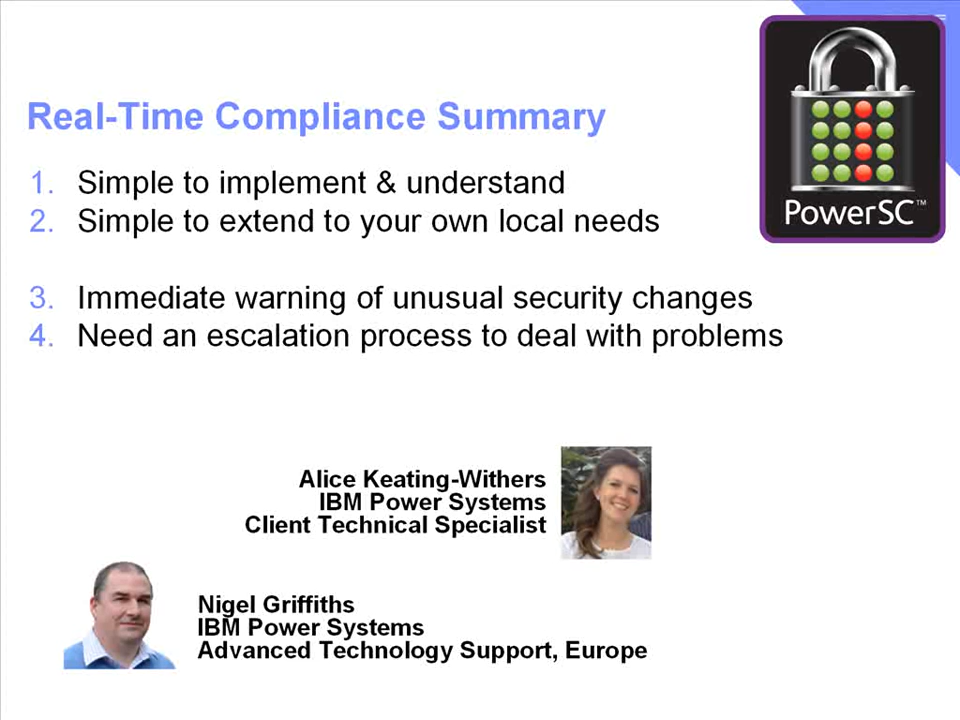 Real-Time Compliance Summary
1. Simple to implement & understand
2. Simple to extend to your own local needs
3. Immediate warning of unusual security changes
4. Need an escalation process to deal with problems
PowerSC™
Alice Keating-Withers
IBM Power Systems
Client Technical Specialist
Nigel Griffiths
IBM Power Systems
Advanced Technology Support, Europe